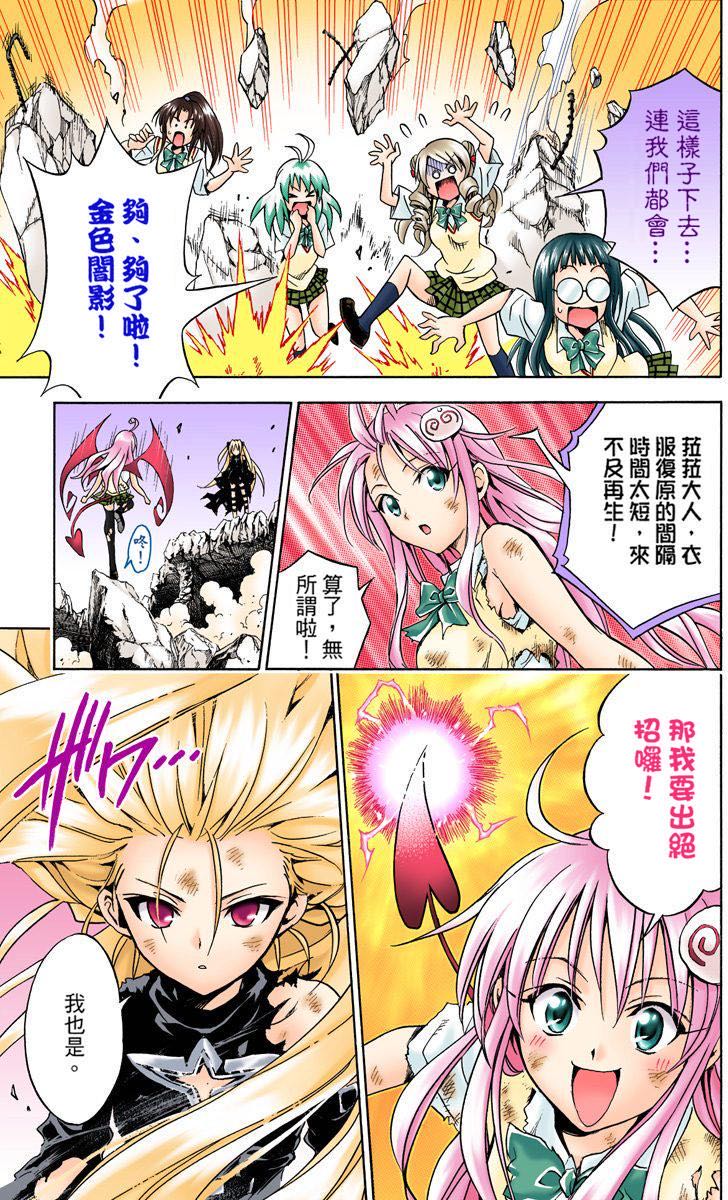 這樣子下去…
連我們都會…
夠、夠了啦！
金色闇影！
菈菈大人，衣
服復原的間隔
時間太短，來
不及再生！
算了，無
所謂啦！
咚！
那我要出絕
招囉！
ザワ…
我也是。